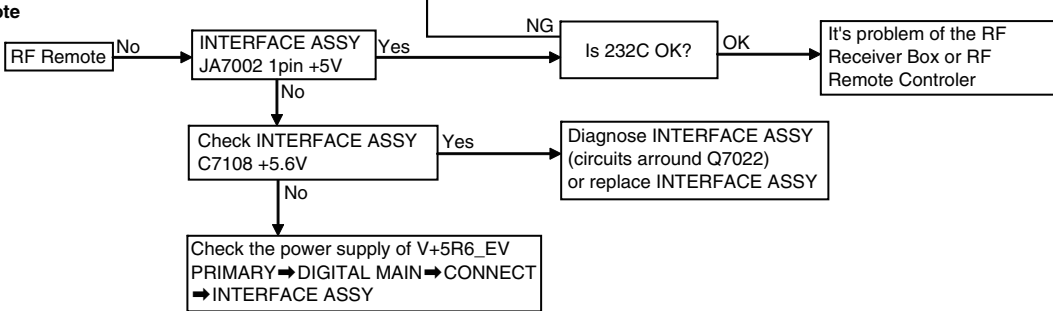 RF Remote
No
INTERFACE ASSY
JA7002 1pin +5V
Yes
NG
Is 232C OK?
OK
It's problem of the RF
Receiver Box or RF
Remote Controler
No
Check INTERFACE ASSY
C7108 +5.6V
Yes
Diagnose INTERFACE ASSY
(circuits arround Q7022)
or replace INTERFACE ASSY
No
Check the power supply of V+5R6_EV
PRIMARY➡DIGITAL MAIN➡CONNECT
➡INTERFACE ASSY